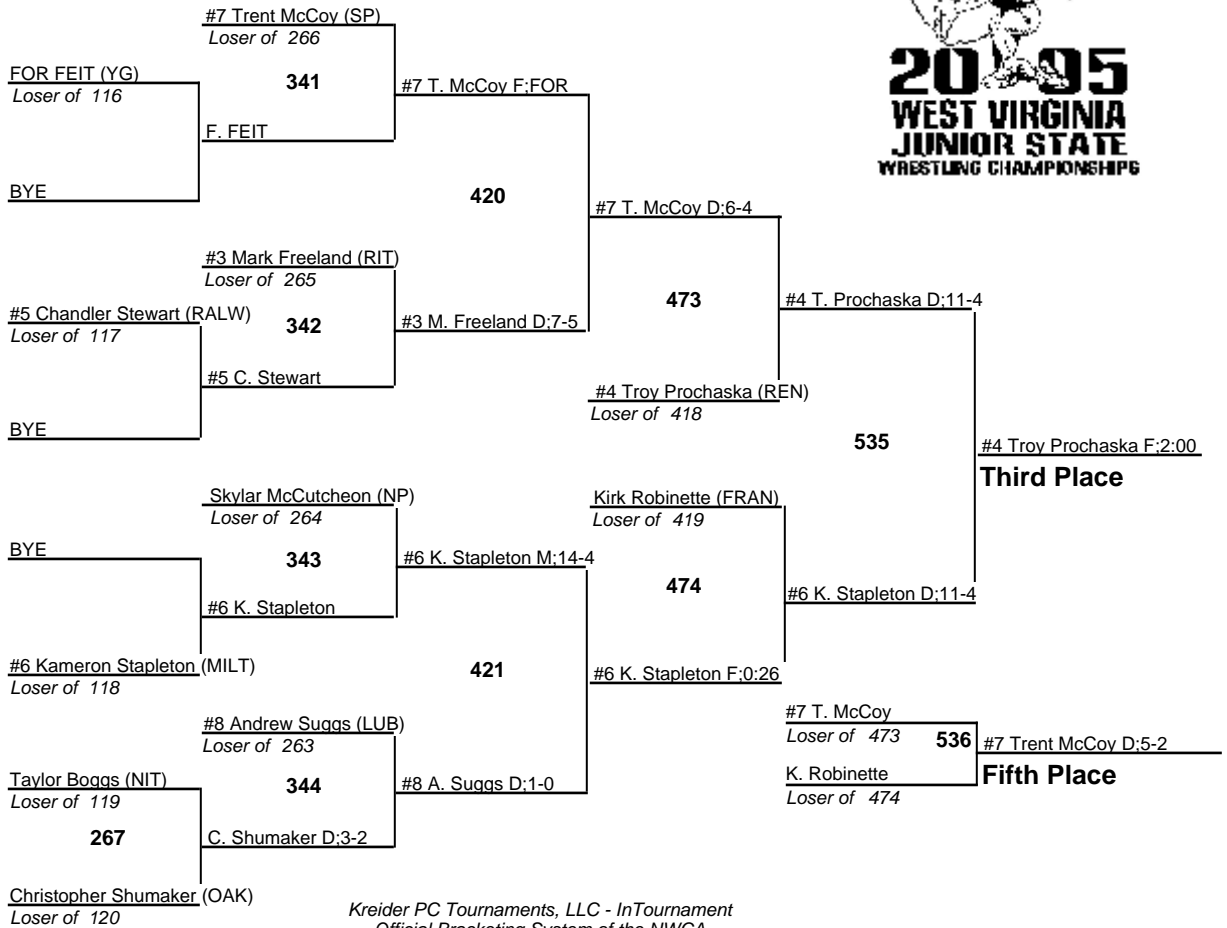 #7 Trent McCoy (SP)
Loser of 266
FOR FEIT (YG)
Loser of 116
341
#7 T. McCoy F;FOR
F. FEIT
BYE
420
#7 T. McCoy D;6-4
#3 Mark Freeland (RIT)
Loser of 265
#5 Chandler Stewart (RALW)
Loser of 117
342
#3 M. Freeland D;7-5
473
#4 T. Prochaska D;11-4
#5 C. Stewart
#4 Troy Prochaska (REN)
Loser of 418
BYE
535
#4 Troy Prochaska F;2:00
Third Place
Skylar McCutcheon (NP)
Loser of 264
Kirk Robinette (FRAN)
Loser of 419
BYE
343
#6 K. Stapleton M;14-4
474
#6 K. Stapleton
#6 K. Stapleton D;11-4
#6 Kameron Stapleton (MILT)
Loser of 118
421
#6 K. Stapleton F;0:26
#8 Andrew Suggs (LUB)
Loser of 263
#7 T. McCoy
Loser of 473
536
#7 Trent McCoy D;5-2
Fifth Place
Taylor Boggs (NIT)
Loser of 119
344
#8 A. Suggs D;1-0
K. Robinette
Loser of 474
267
C. Shumaker D;3-2
Christopher Shumaker (OAK)
Loser of 120
Kreider PC Tournaments, LLC - InTournament
Official Bracketing System of the NWCA
20 05
WEST VIRGINIA
JUNIOR STATE
WRESTLING CHAMPIONSHIPS